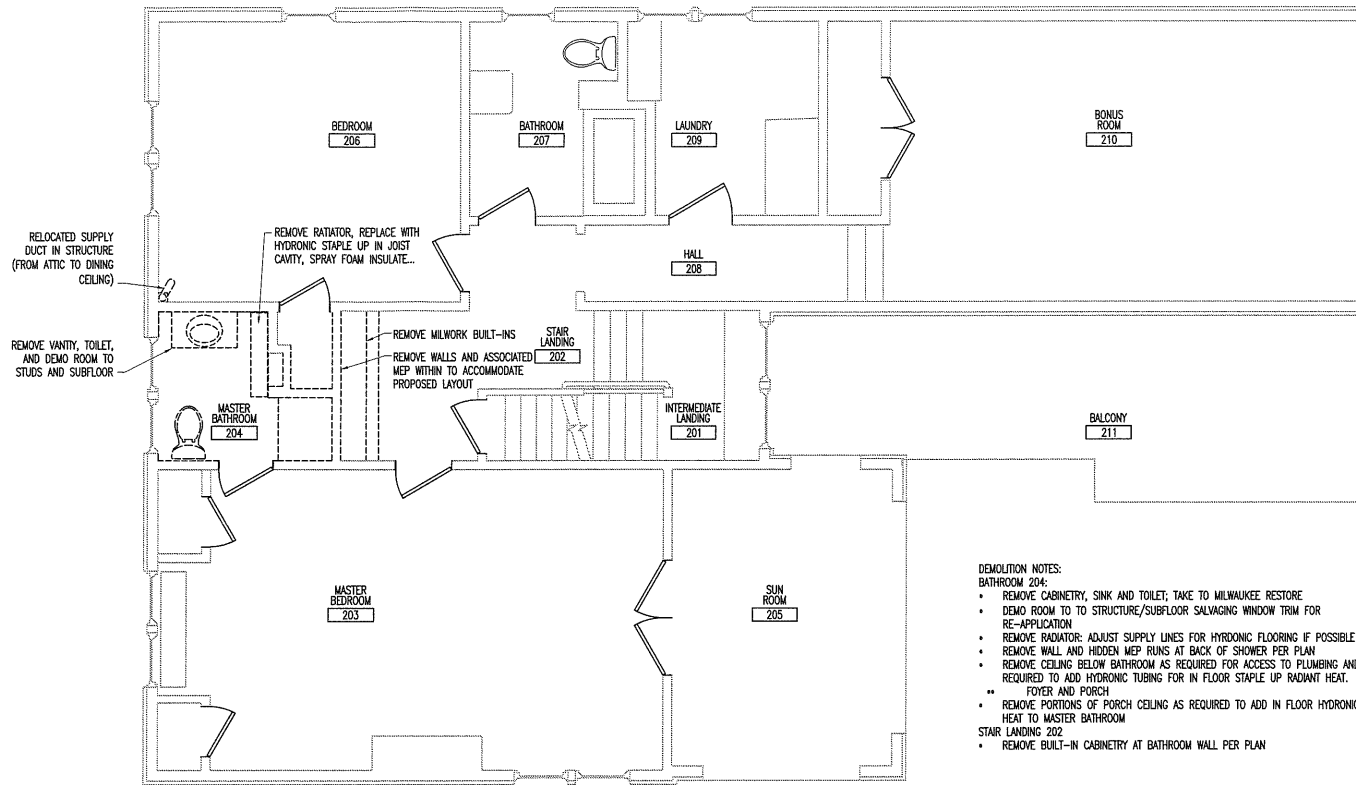 BEDROOM
206
BATHROOM
207
LAUNDRY
209
BONUS
ROOM
210
RELOCATED SUPPLY
DUCT IN STRUCTURE
(FROM ATTIC TO DINING
CEILING)
REMOVE RATIATOR, REPLACE WITH
HYDRONIC STAPLE UP IN JOIST
CAVITY, SPRAY FOAM INSULATE...
HALL
208
REMOVE VANTIY, TOILET,
AND DEMO ROOM TO
STUDS AND SUBFLOOR
REMOVE MILWORK BUILT-INS
REMOVE WALLS AND ASSOCIATED
MEP WITHIN TO ACCOMMODATE
PROPOSED LAYOUT
STAIR
LANDING
202
MASTER
BATHROOM
204
INTERMEDIATE
LANDING
201
BALCONY
211
MASTER
BEDROOM
203
SUN
ROOM
205
DEMOLITION NOTES:
BATHROOM 204:
• REMOVE CABINETRY, SINK AND TOILET; TAKE TO MILWAUKEE RESTORE
• DEMO ROOM TO TO STRUCTURE/SUBFLOOR SALVAGING WINDOW TRIM FOR
RE-APPLICATION
• REMOVE RADIATOR: ADJUST SUPPLY LINES FOR HYRDONIC FLOORING IF POSSIBLE
• REMOVE WALL AND HIDDEN MEP RUNS AT BACK OF SHOWER PER PLAN
• REMOVE CEILING BELOW BATHROOM AS REQUIRED FOR ACCESS TO PLUMBING AND
REQUIRED TO ADD HYDRONIC TUBING FOR IN FLOOR STAPLE UP RADIANT HEAT.
•• FOYER AND PORCH
• REMOVE PORTIONS OF PORCH CEILING AS REQUIRED TO ADD IN FLOOR HYDRONIC
HEAT TO MASTER BATHROOM
STAIR LANDING 202
• REMOVE BUILT-IN CABINETRY AT BATHROOM WALL PER PLAN